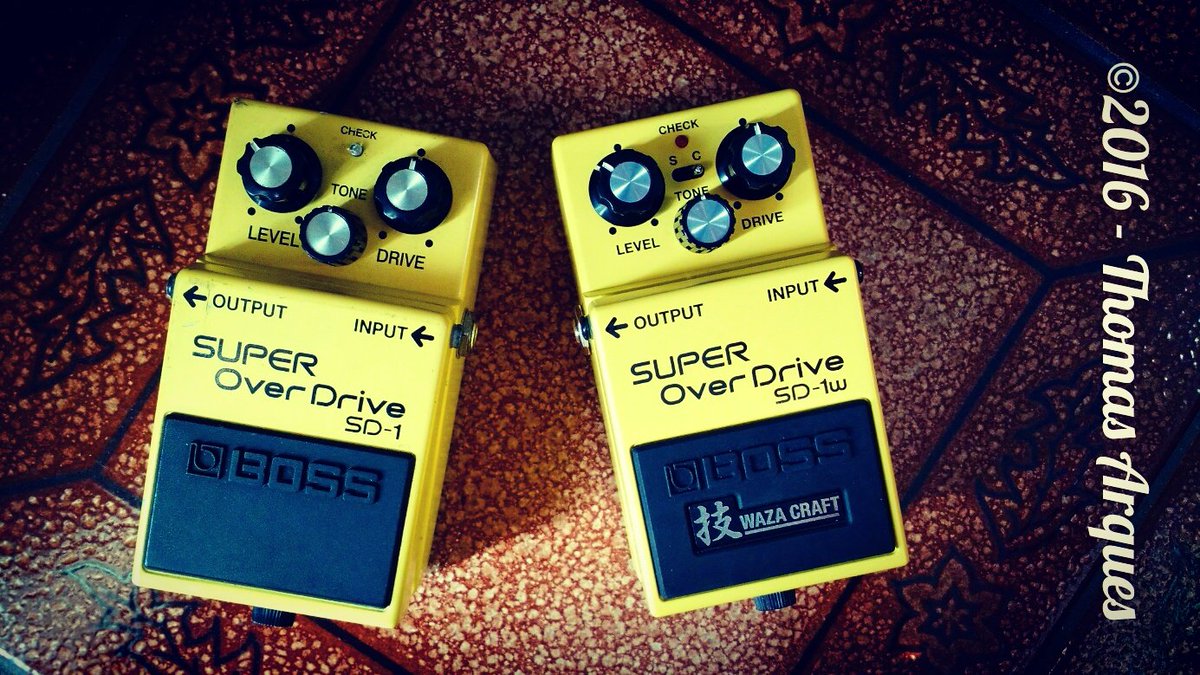 CHECK
TONE
LEVEL
DRIVE
OUTPUT
INPUT
SUPER
Over Drive
SD-1
BOSS
CHECK
S C
TONE
LEVEL
DRIVE
OUTPUT
INPUT
SUPER
Over Drive
SD-1w
BOSS
技 WAZA CRAFT
©2016 - Thomas Arques